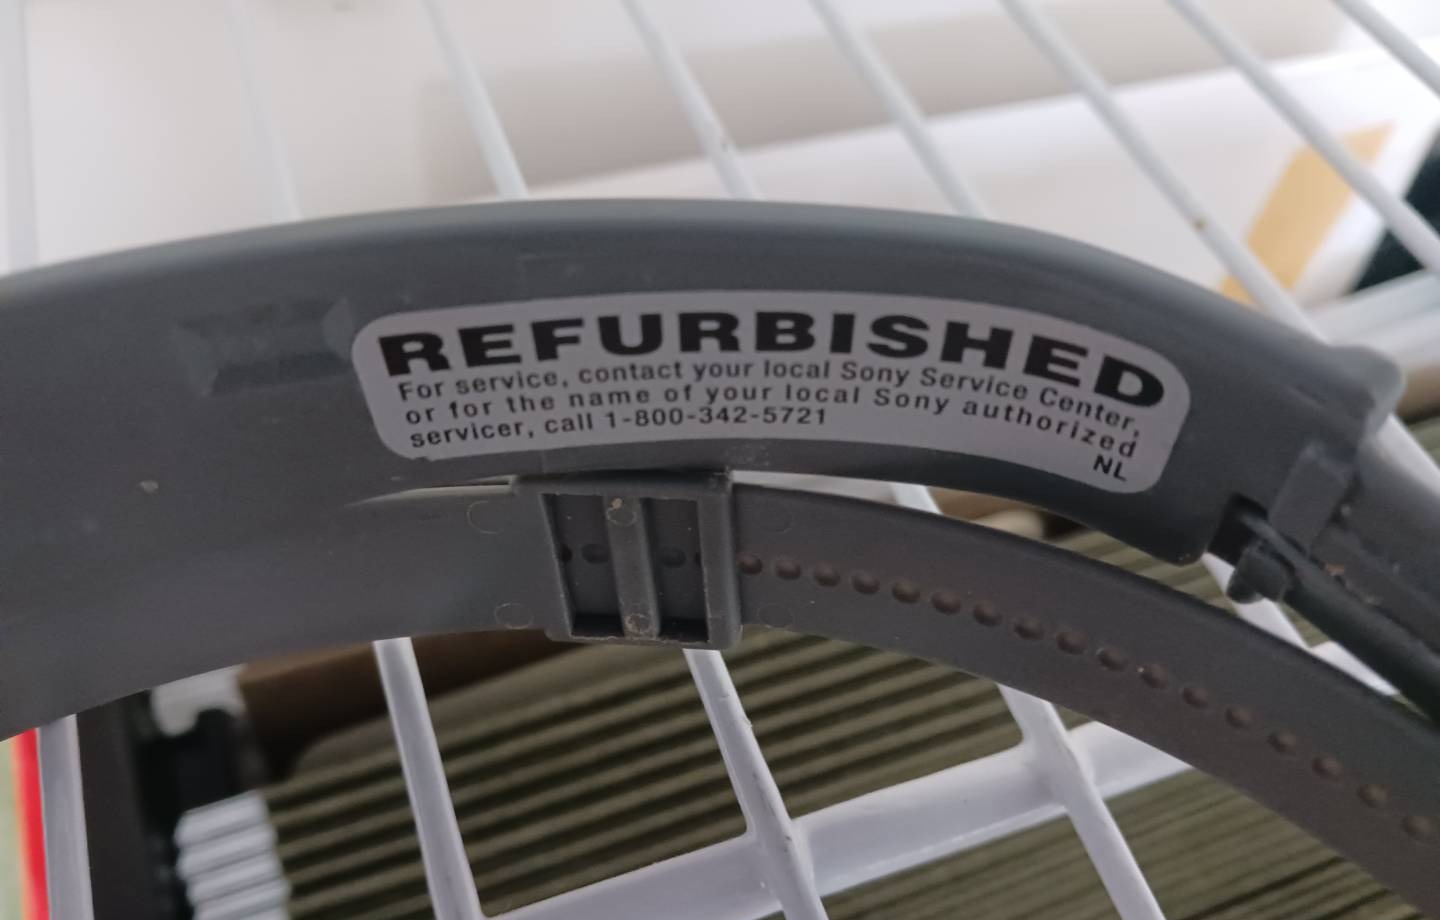 REFURBISHED
For service, contact your local Sony Service Center,
or for the name of your local Sony authorized
servicer, call 1-800-342-5721
NL